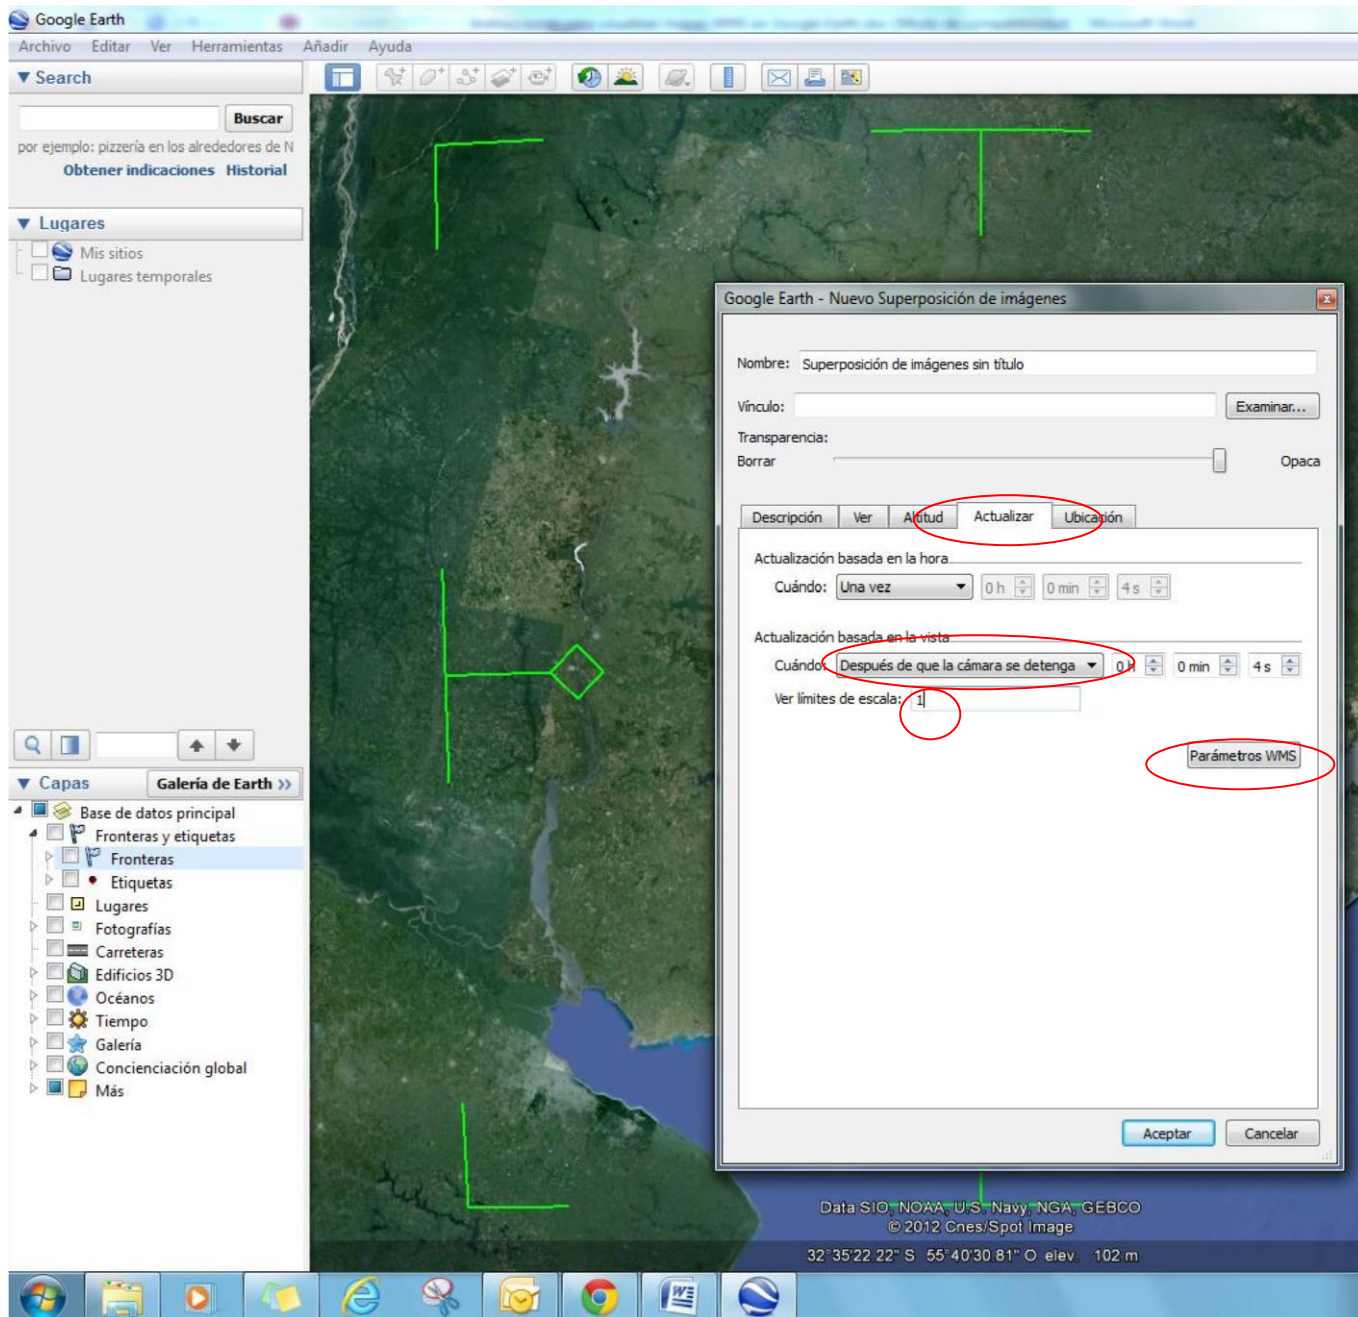 Google Earth
Archivo Editar Ver Herramientas Añadir Ayuda
Search
Buscar
por ejemplo: pizzería en los alrededores de N
Obtener indicaciones Historial
Lugares
Mis sitios
Lugares temporales
Capas
Galería de Earth >>
Base de datos principal
Fronteras y etiquetas
Fronteras
Etiquetas
Lugares
Fotografías
Carreteras
Edificios 3D
Océanos
Tiempo
Galería
Concienciación global
Más
Google Earth - Nuevo Superposición de imágenes
Nombre: Superposición de imágenes sin título
Vínculo: Examinar...
Transparencia:
Borrar Opaca
Descripción Ver Altitud Actualizar Ubicación
Actualización basada en la hora
Cuándo: Una vez 0 h 0 min 4 s
Actualización basada en la vista
Cuándo: Después de que la cámara se detenga 0 h 0 min 4 s
Ver límites de escala: 1
Parámetros WMS
Aceptar Cancelar
Data SIO, NOAA, U.S. Navy, NGA, GEBCO
© 2012 Cnes/Spot Image
32°35'22.22" S 55°40'30.81" O elev. 102 m